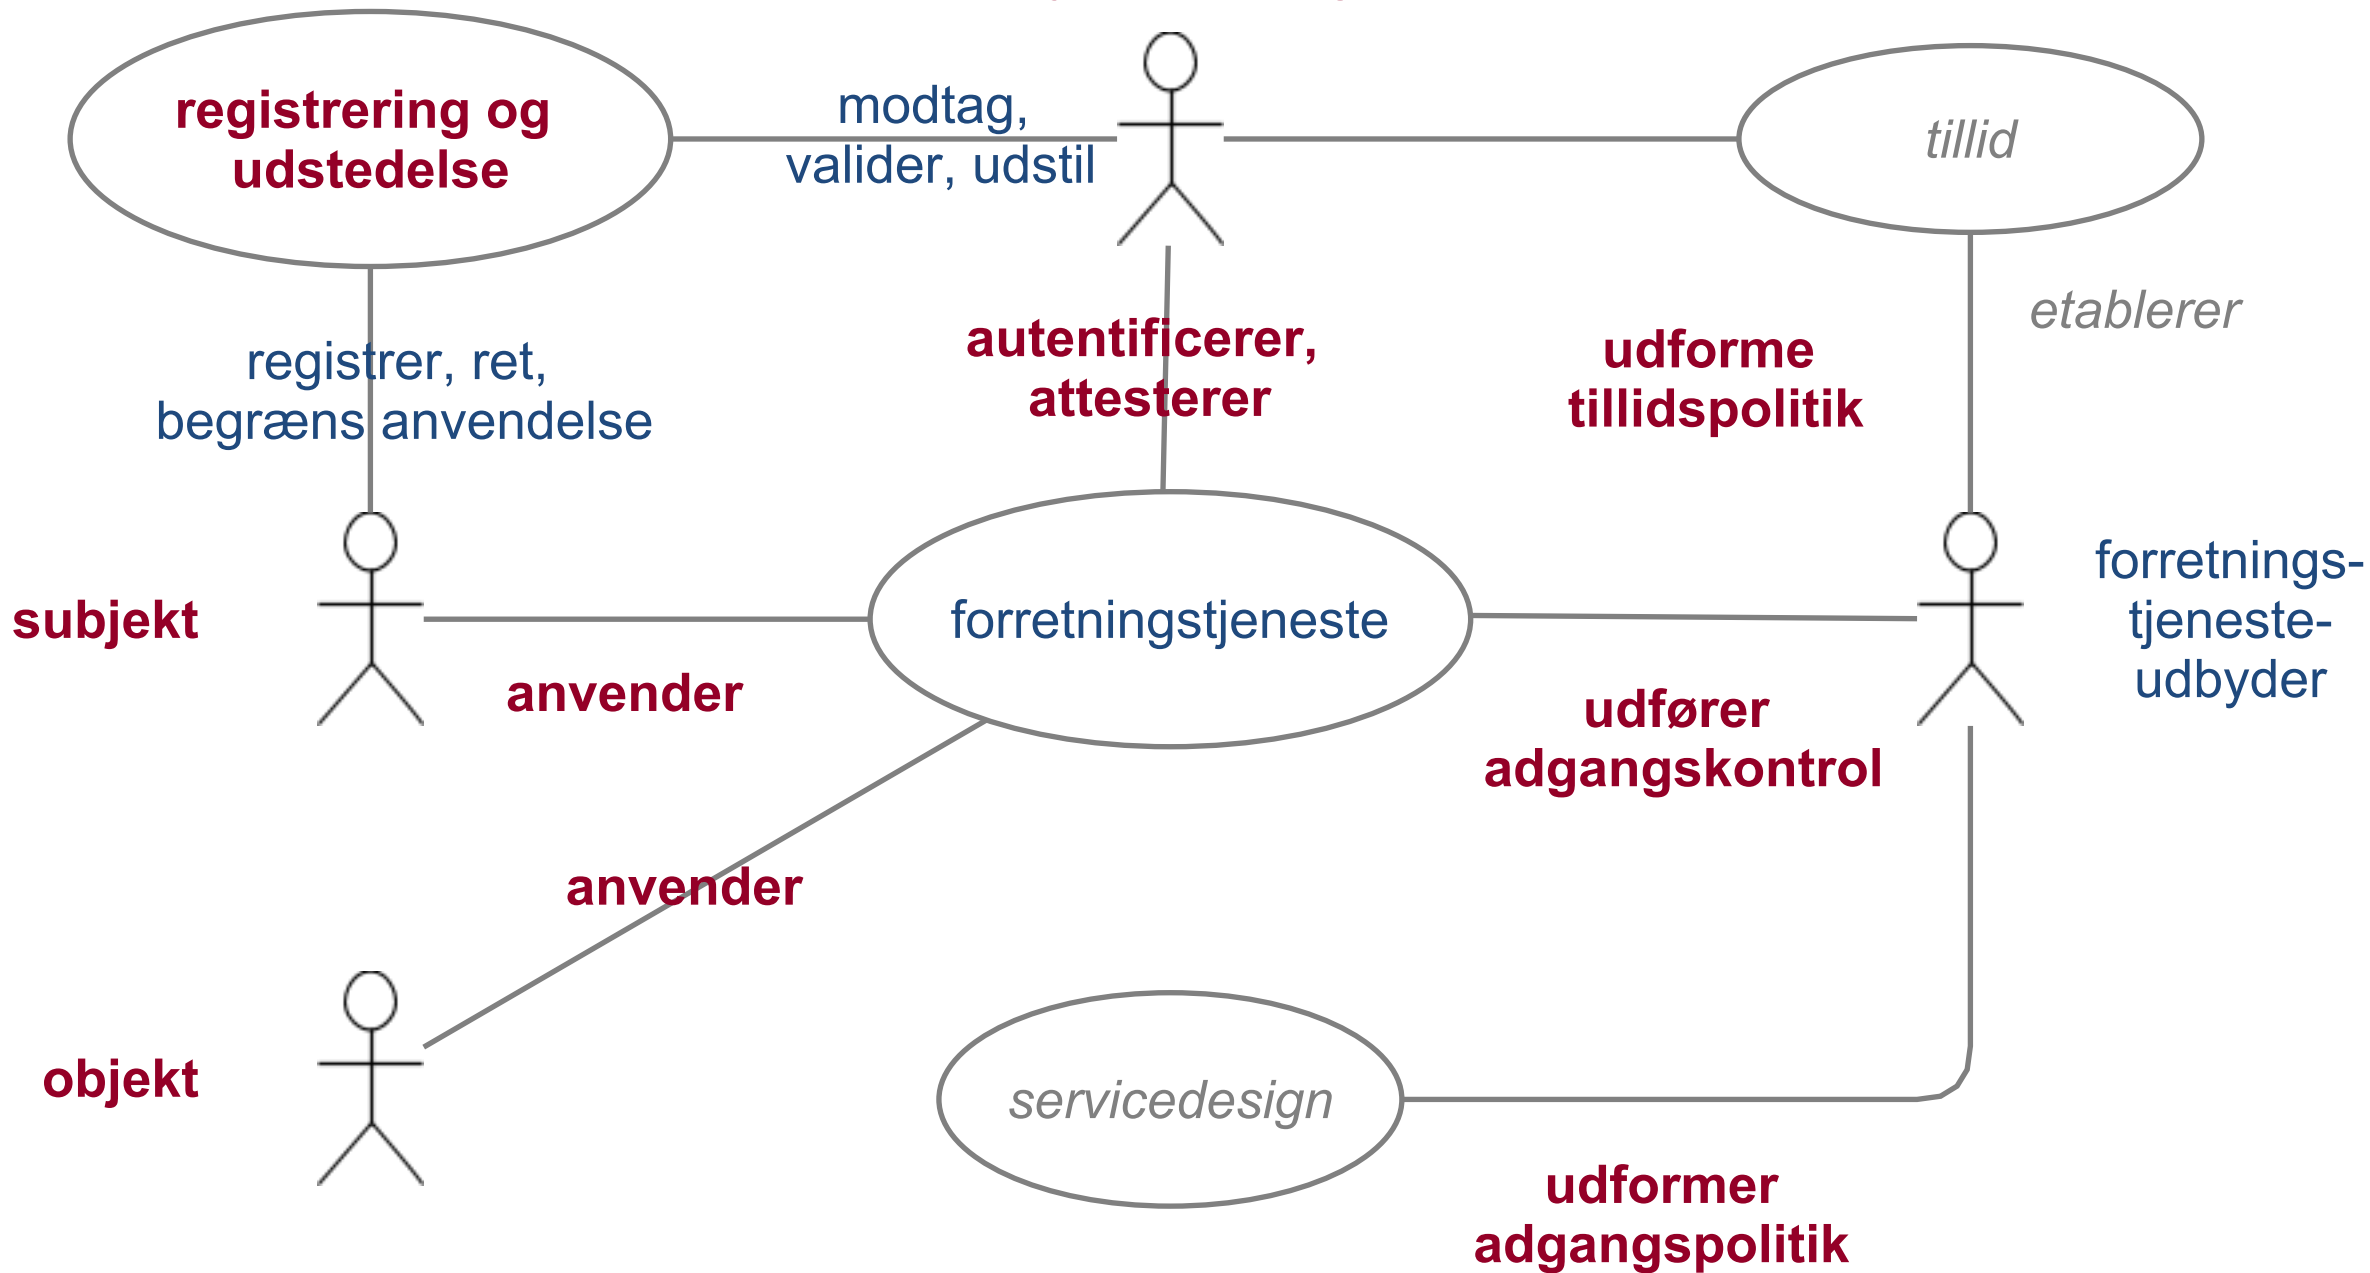 registrering og
udstedelse
modtag,
valider, udstil
tillid
etablerer
registrer, ret,
begræns anvendelse
autentificerer,
attesterer
udforme
tillidspolitik
subjekt
anvender
forretningstjeneste
forretnings-
tjeneste-
udbyder
udfører
adgangskontrol
anvender
objekt
servicedesign
udformer
adgangspolitik